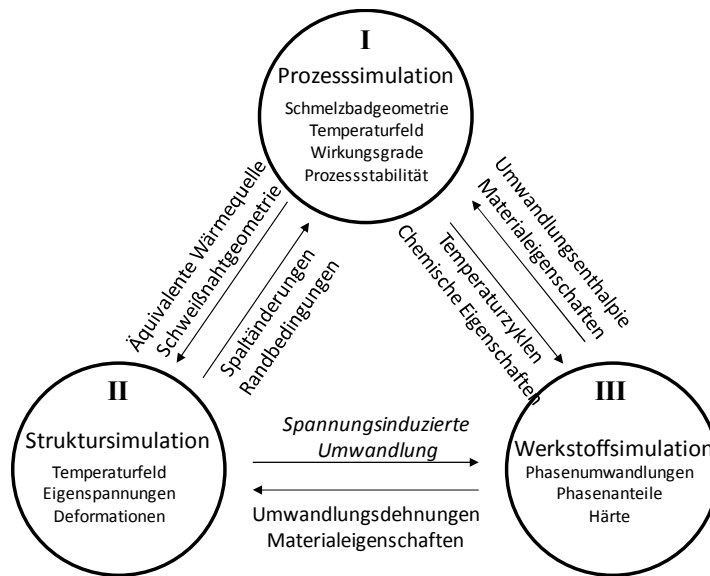 I
Prozesssimulation
Schmelzbadgeometrie
Temperaturfeld
Wirkungsgrade
Prozessstabilität
Äquivalente Wärmequelle
Schweißnahtgeometrie
Spaltänderungen
Randbedingungen
Umwandlungsenthalpie
Materialeigenschaften
Temperaturzyklen
Chemische Eigenschaften
II
Struktursimulation
Temperaturfeld
Eigenspannungen
Deformationen
Spannungsinduzierte
Umwandlung
Umwandlungsdehnungen
Materialeigenschaften
III
Werkstoffsimulation
Phasenumwandlungen
Phasenanteile
Härte